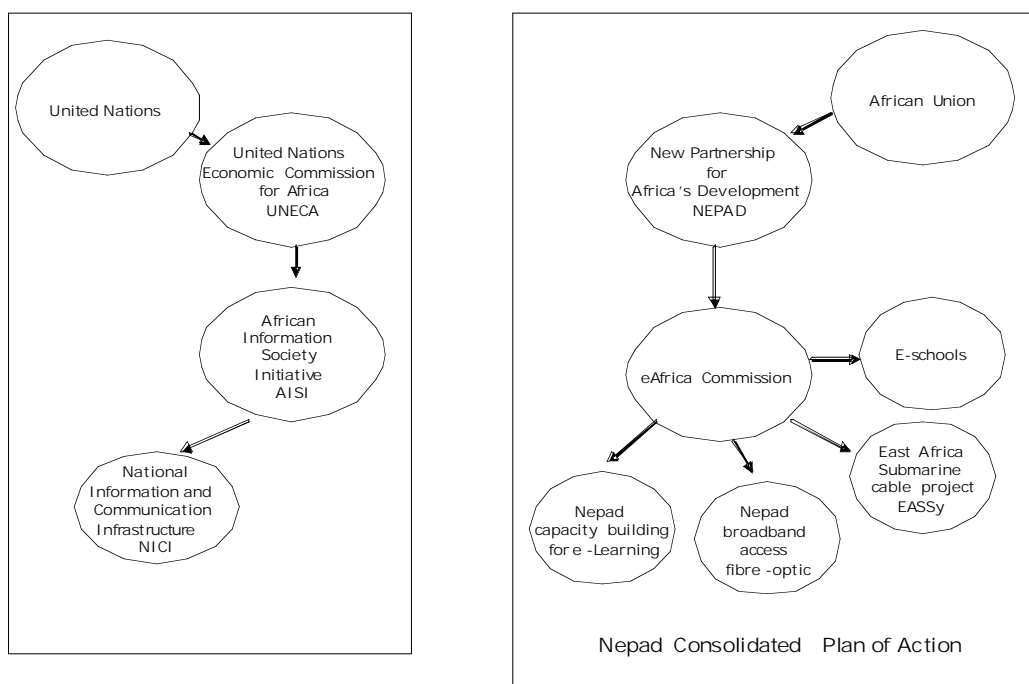 United Nations
United Nations
Economic Commission
for Africa
UNECA
African
Information
Society
Initiative
AISI
National
Information and
Communication
Infrastructure
NICI
African Union
New Partnership
for
Africa's Development
NEPAD
eAfrica Commission
E-schools
East Africa
Submarine
cable project
EASSy
Nepad
broadband
access
fibre-optic
Nepad
capacity building
for e-Learning
Nepad Consolidated Plan of Action